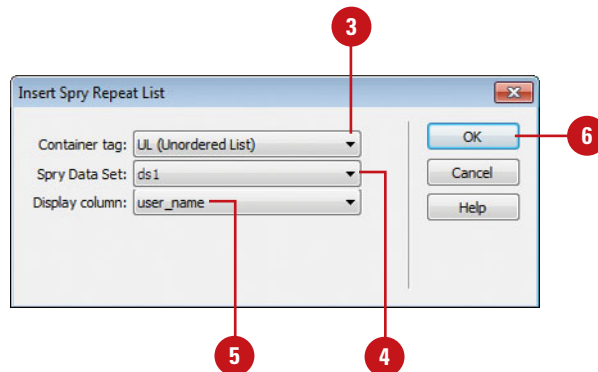 3
Insert Spry Repeat List
Container tag: UL (Unordered List)
Spry Data Set: ds1
Display column: user_name
OK
Cancel
Help
6
5
4